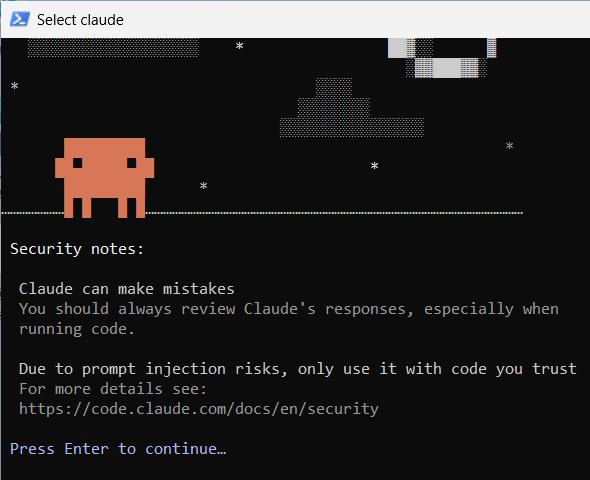 Select claude
Security notes:
Claude can make mistakes
You should always review Claude's responses, especially when
running code.
Due to prompt injection risks, only use it with code you trust
For more details see:
https://code.claude.com/docs/en/security
Press Enter to continue…